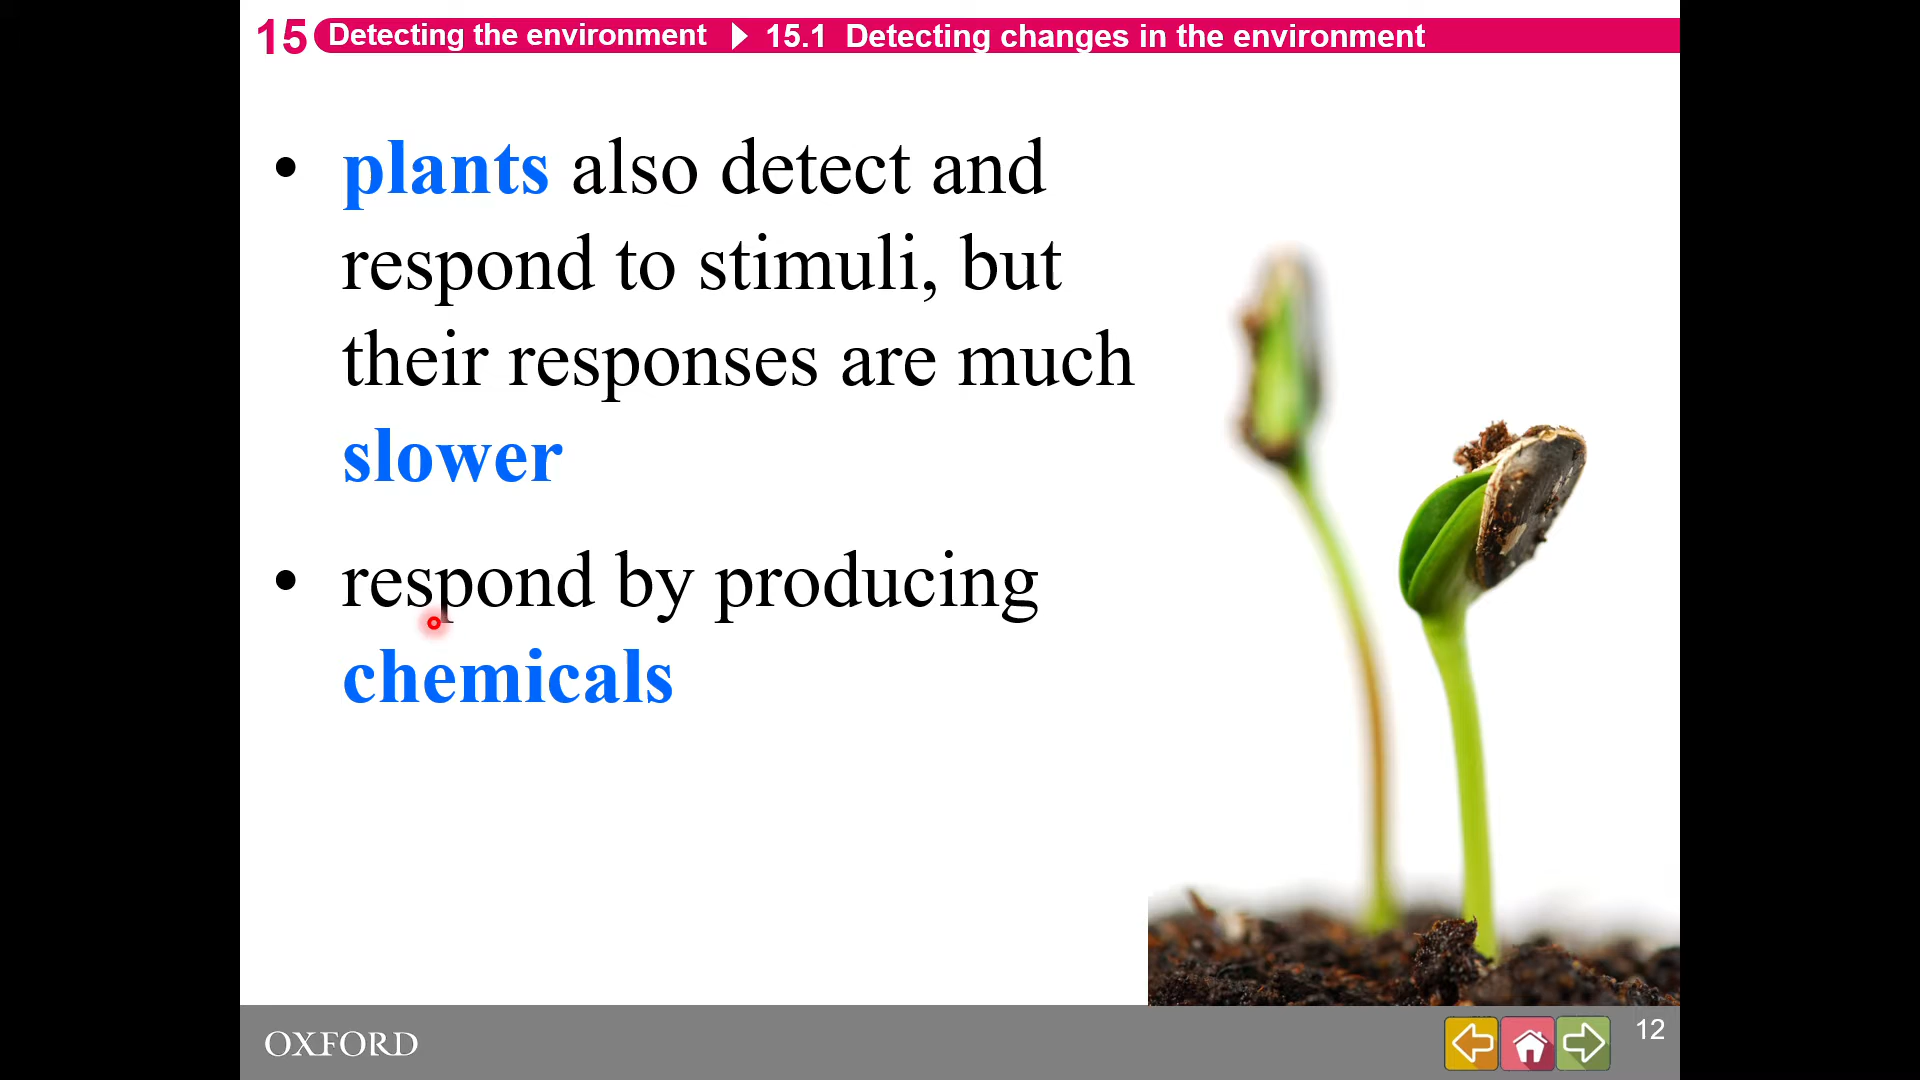 15 Detecting the environment 15.1 Detecting changes in the environment
• plants also detect and
respond to stimuli, but
their responses are much
slower
• respond by producing
chemicals
OXFORD
12